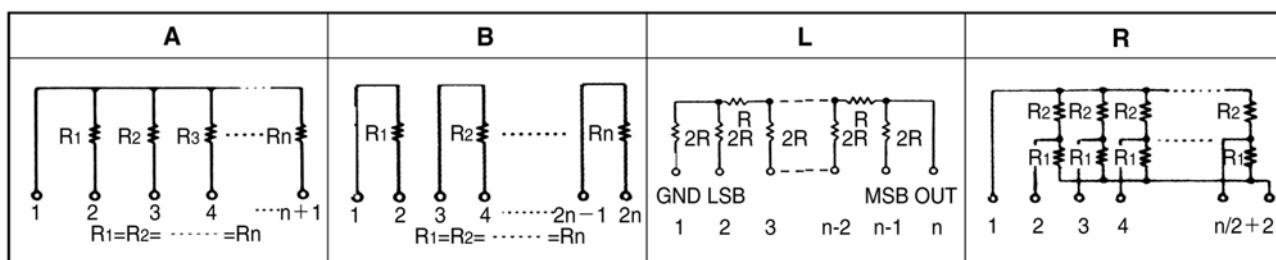 A B L R
R1 R2 R3 ······ Rn
1 2 3 4 ·····n+1
R1=R2= ······· =Rn
R1 R2 ········ Rn
1 2 3 4 ········ 2n−1 2n
R1=R2= ······· =Rn
R R
2R 2R 2R 2R 2R
GND LSB MSB OUT
1 2 3 n-2 n-1 n
R2 R2 R2 R2
R1 R1 R1 R1
1 2 3 4 n/2+2